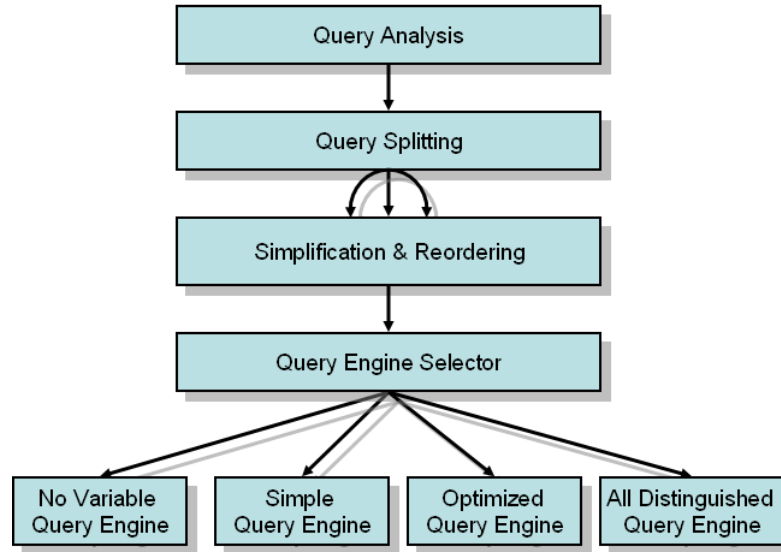 Query Analysis
Query Splitting
Simplification & Reordering
Query Engine Selector
No Variable
Query Engine
Simple
Query Engine
Optimized
Query Engine
All Distinguished
Query Engine